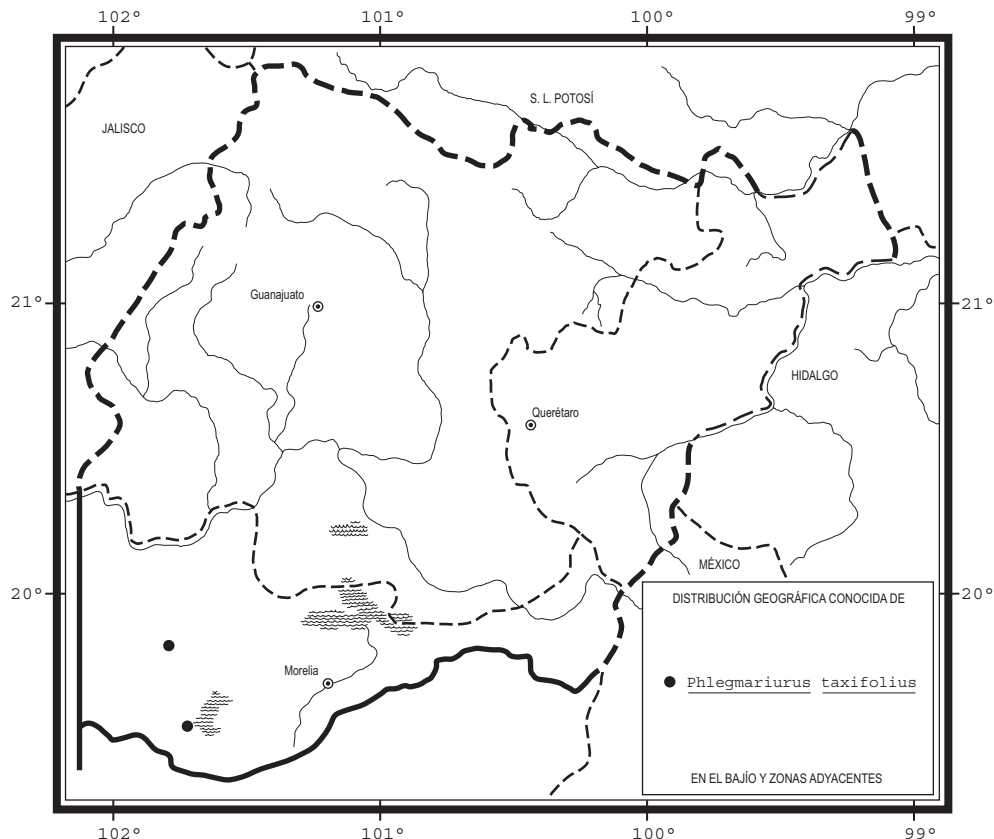 102° 101° 100° 99°
S. L. POTOSÍ
JALISCO
Guanajuato
21° 21°
HIDALGO
Querétaro
MÉXICO
20° 20°
DISTRIBUCIÓN GEOGRÁFICA CONOCIDA DE
Morelia
Phlegmariurus taxifolius
EN EL BAJÍO Y ZONAS ADYACENTES
102° 101° 100° 99°